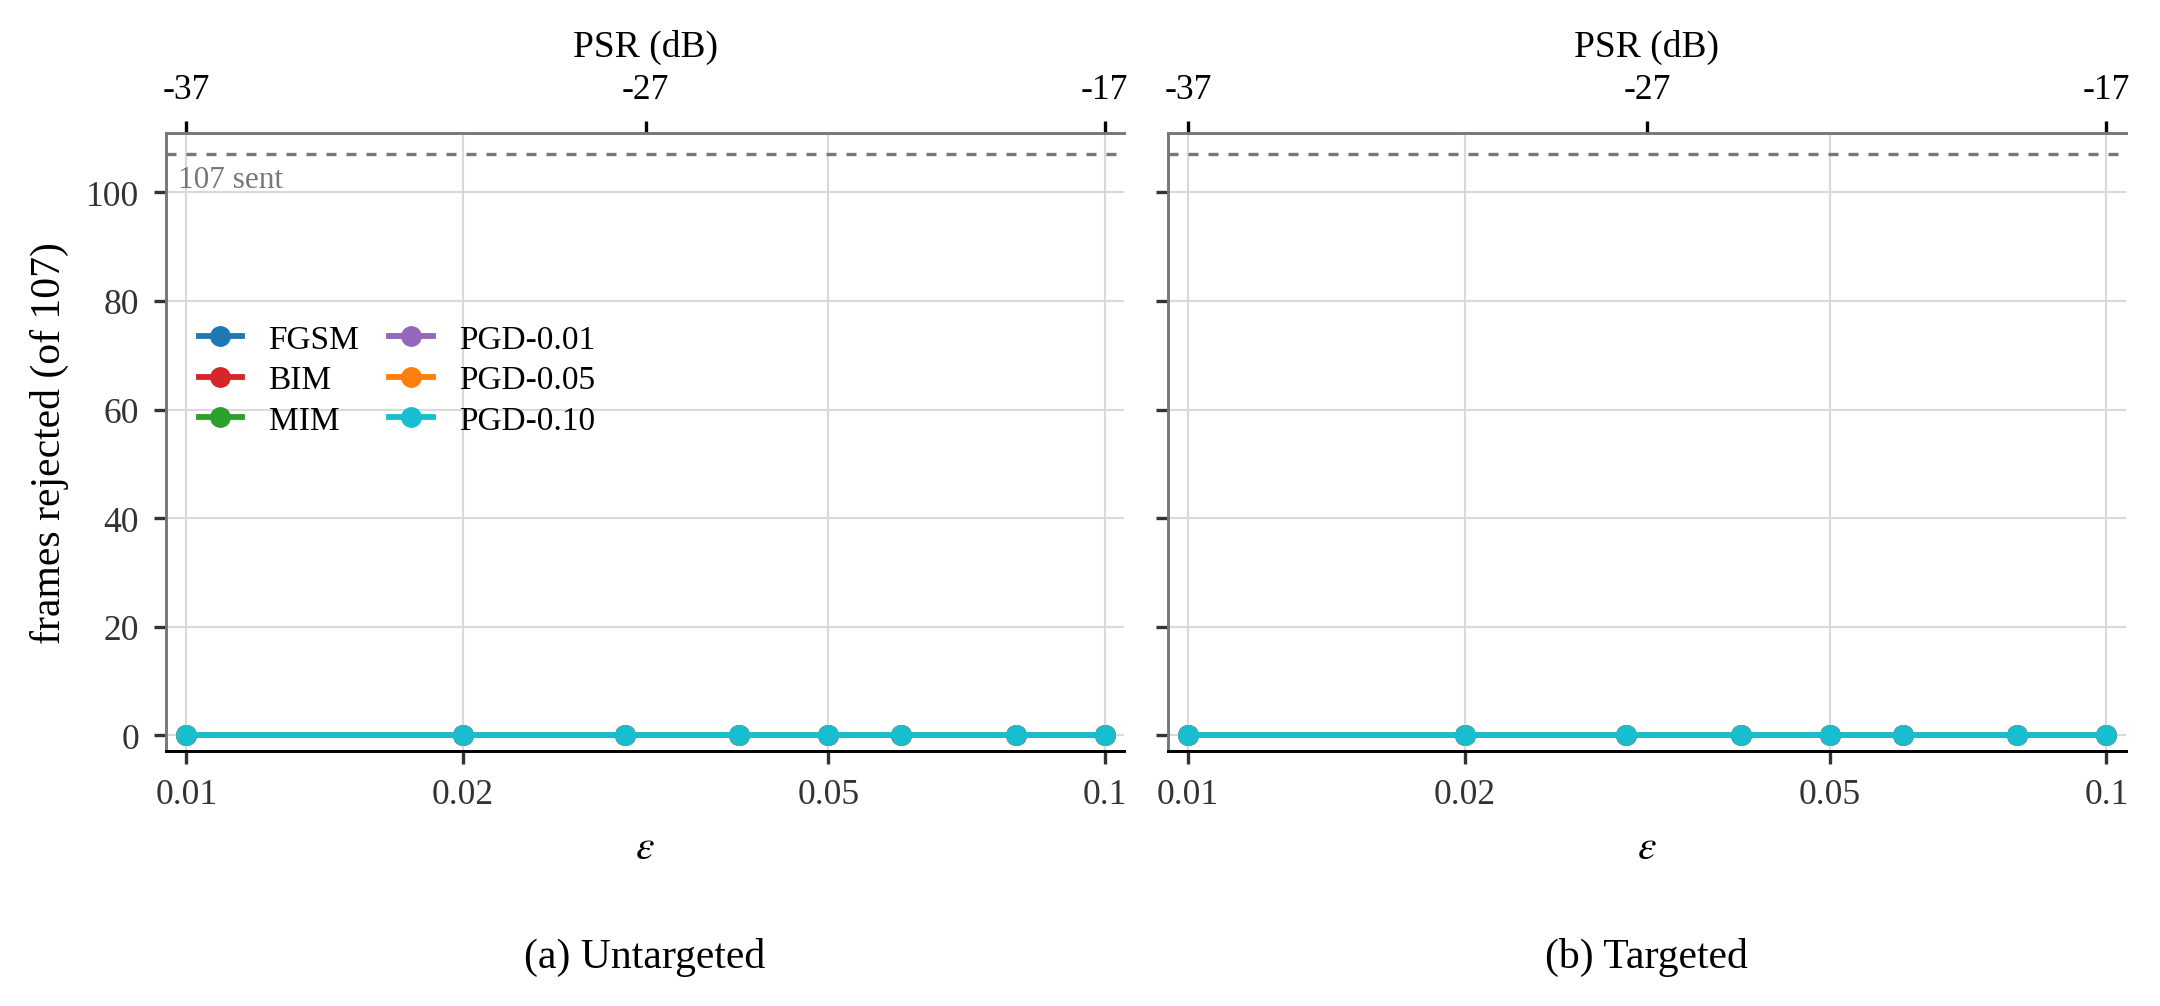 PSR (dB)
-37 -27 -17
107 sent
100
80
60
40
20
0
frames rejected (of 107)
FGSM PGD-0.01
BIM PGD-0.05
MIM PGD-0.10
0.01 0.02 0.05 0.1
ε
(a) Untargeted
PSR (dB)
-37 -27 -17
0.01 0.02 0.05 0.1
ε
(b) Targeted